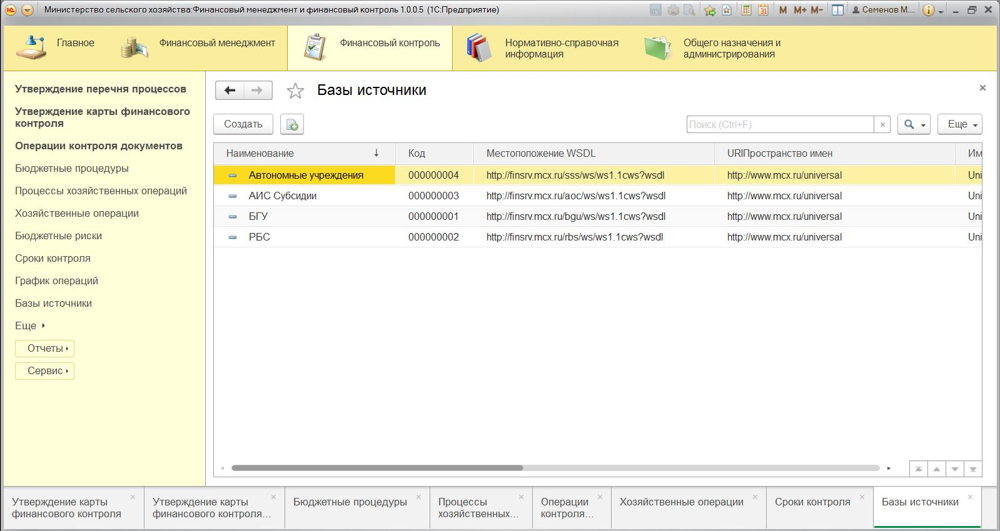 Министерство сельского хозяйства:Финансовый менеджмент и финансовый контроль 1.0.0.5 (1С:Предприятие)
M M+ M- Семенов М....
Главное
Финансовый менеджмент
Финансовый контроль
Нормативно-справочная
информация
Общего назначения и
администрирования
Утверждение перечня процессов
Утверждение карты финансового
контроля
Операции контроля документов
Бюджетные процедуры
Процессы хозяйственных операций
Хозяйственные операции
Бюджетные риски
Сроки контроля
График операций
Базы источники
Еще
Отчеты
Сервис
Базы источники
Создать
Поиск (Ctrl+F)
Еще
Наименование Код Местоположение WSDL URIПространство имен Им
Автономные учреждения 000000004 http://finsrv.mcx.ru/sss/ws/ws1.1cws?wsdl http://www.mcx.ru/universal Uni
АИС Субсидии 000000003 http://finsrv.mcx.ru/aoc/ws/ws1.1cws?wsdl http://www.mcx.ru/universal Uni
БГУ 000000001 http://finsrv.mcx.ru/bgu/ws/ws1.1cws?wsdl http://www.mcx.ru/universal Uni
РБС 000000002 http://finsrv.mcx.ru/rbs/ws/ws1.1cws?wsdl http://www.mcx.ru/universal Uni
Утверждение карты
финансового контроля
Утверждение карты
финансового контроля...
Бюджетные процедуры
Процессы
хозяйственных...
Операции
контроля...
Хозяйственные операции
Сроки контроля
Базы источники